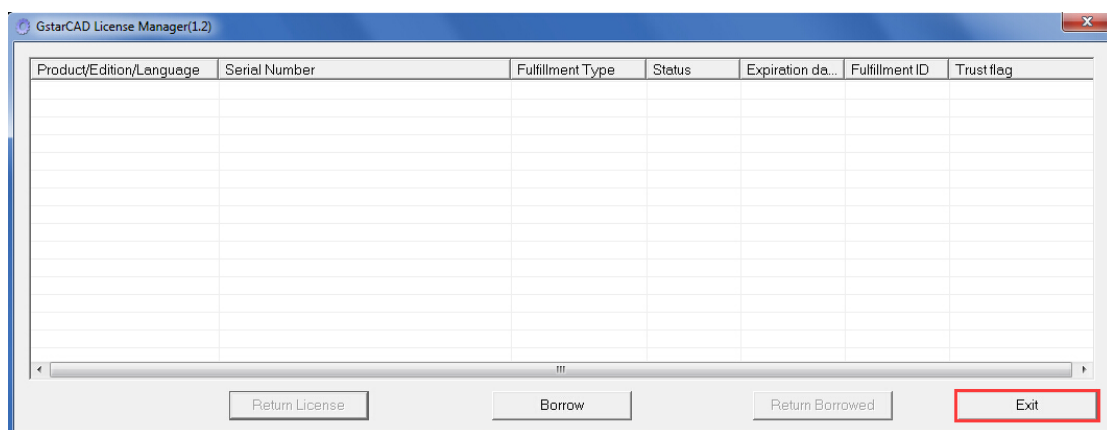 GstarCAD License Manager(1.2)
Product/Edition/Language Serial Number Fulfillment Type Status Expiration da... Fulfillment ID Trust flag
Return License Borrow Return Borrowed Exit